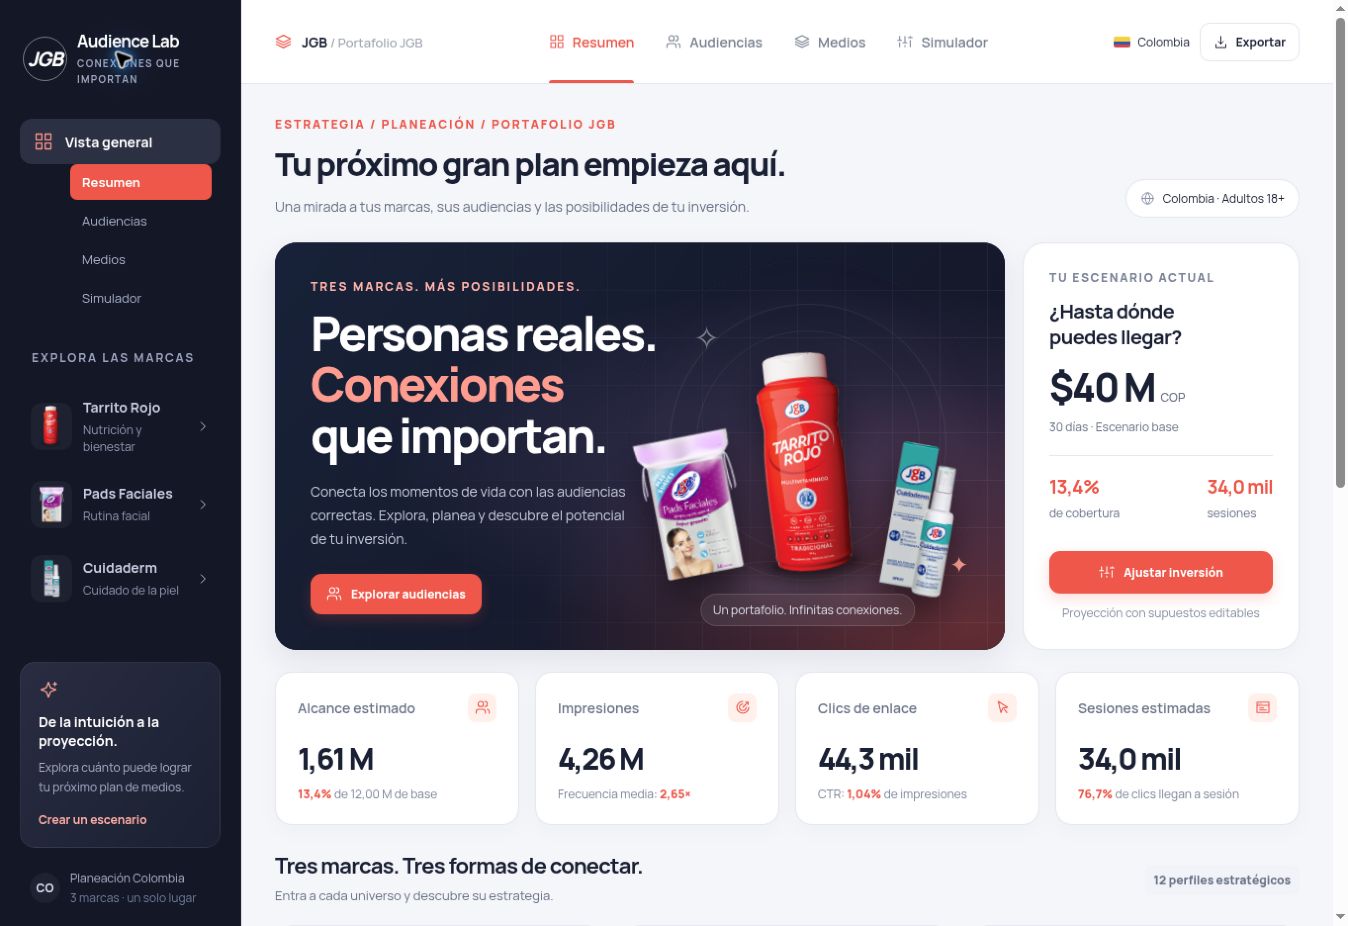 JGB
Audience Lab
CONEXIONES QUE
IMPORTAN
Vista general
Resumen
Audiencias
Medios
Simulador
EXPLORA LAS MARCAS
Tarrito Rojo
Nutrición y
bienestar
Pads Faciales
Rutina facial
Cuidaderm
Cuidado de la piel
De la intuición a la
proyección.
Explora cuánto puede lograr
tu próximo plan de medios.
Crear un escenario
CO
Planeación Colombia
3 marcas · un solo lugar
JGB / Portafolio JGB
Resumen
Audiencias
Medios
Simulador
Colombia
Exportar
ESTRATEGIA / PLANEACIÓN / PORTAFOLIO JGB
Tu próximo gran plan empieza aquí.
Una mirada a tus marcas, sus audiencias y las posibilidades de tu inversión.
Colombia · Adultos 18+
TRES MARCAS. MÁS POSIBILIDADES.
Personas reales.
Conexiones
que importan.
Conecta los momentos de vida con las audiencias
correctas. Explora, planea y descubre el potencial
de tu inversión.
Explorar audiencias
JGB
Pads Faciales
JGB
TARRITO
ROJO
MULTIVITAMÍNICO
TRADICIONAL
JGB
Cuidaderm
JGB
Cuidaderm
Un portafolio. Infinitas conexiones.
TU ESCENARIO ACTUAL
¿Hasta dónde
puedes llegar?
$40 M COP
30 días · Escenario base
13,4%
de cobertura
34,0 mil
sesiones
Ajustar inversión
Proyección con supuestos editables
Alcance estimado
1,61 M
13,4% de 12,00 M de base
Impresiones
4,26 M
Frecuencia media: 2,65×
Clics de enlace
44,3 mil
CTR: 1,04% de impresiones
Sesiones estimadas
34,0 mil
76,7% de clics llegan a sesión
Tres marcas. Tres formas de conectar.
Entra a cada universo y descubre su estrategia.
12 perfiles estratégicos